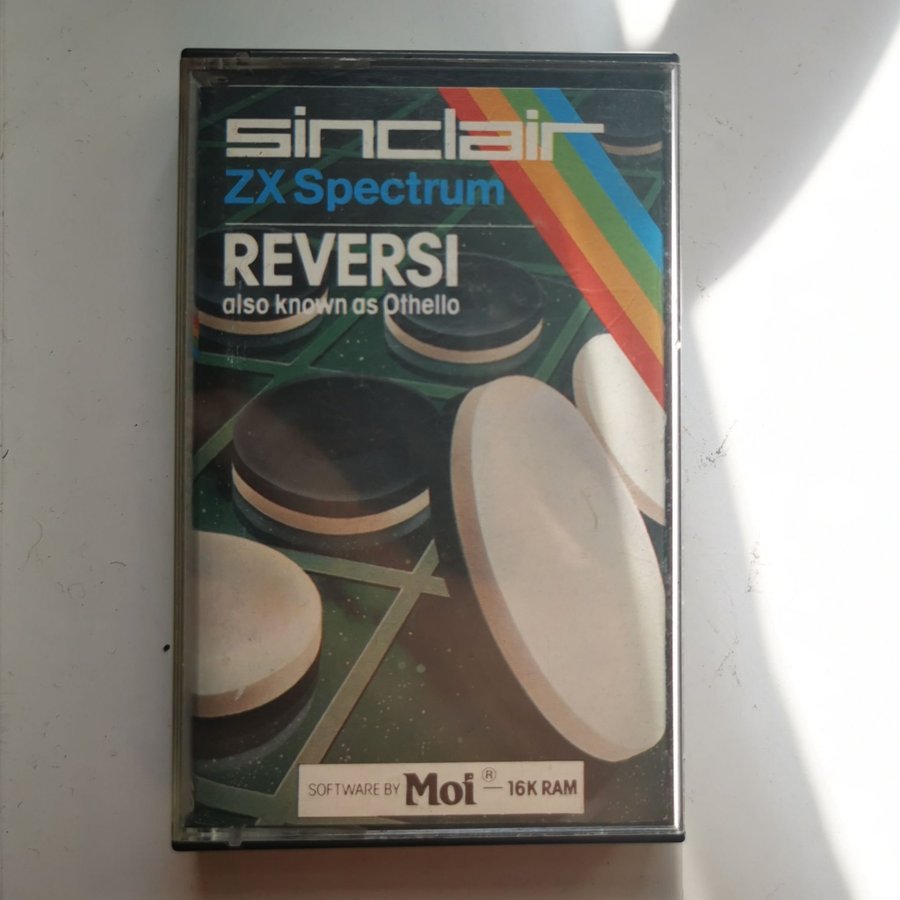 sinclair
ZX Spectrum
REVERSI
also known as Othello
SOFTWARE BY Moi ® — 16K RAM